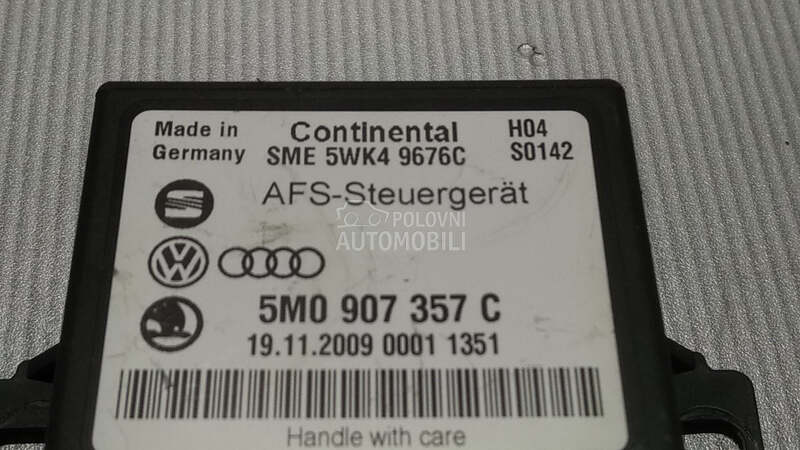 Made in Continental H04
Germany SME 5WK4 9676C S0142
AFS-Steuergerät
POLOVNI
AUTOMOBILI
5M0 907 357 C
19.11.2009 0001 1351
Handle with care